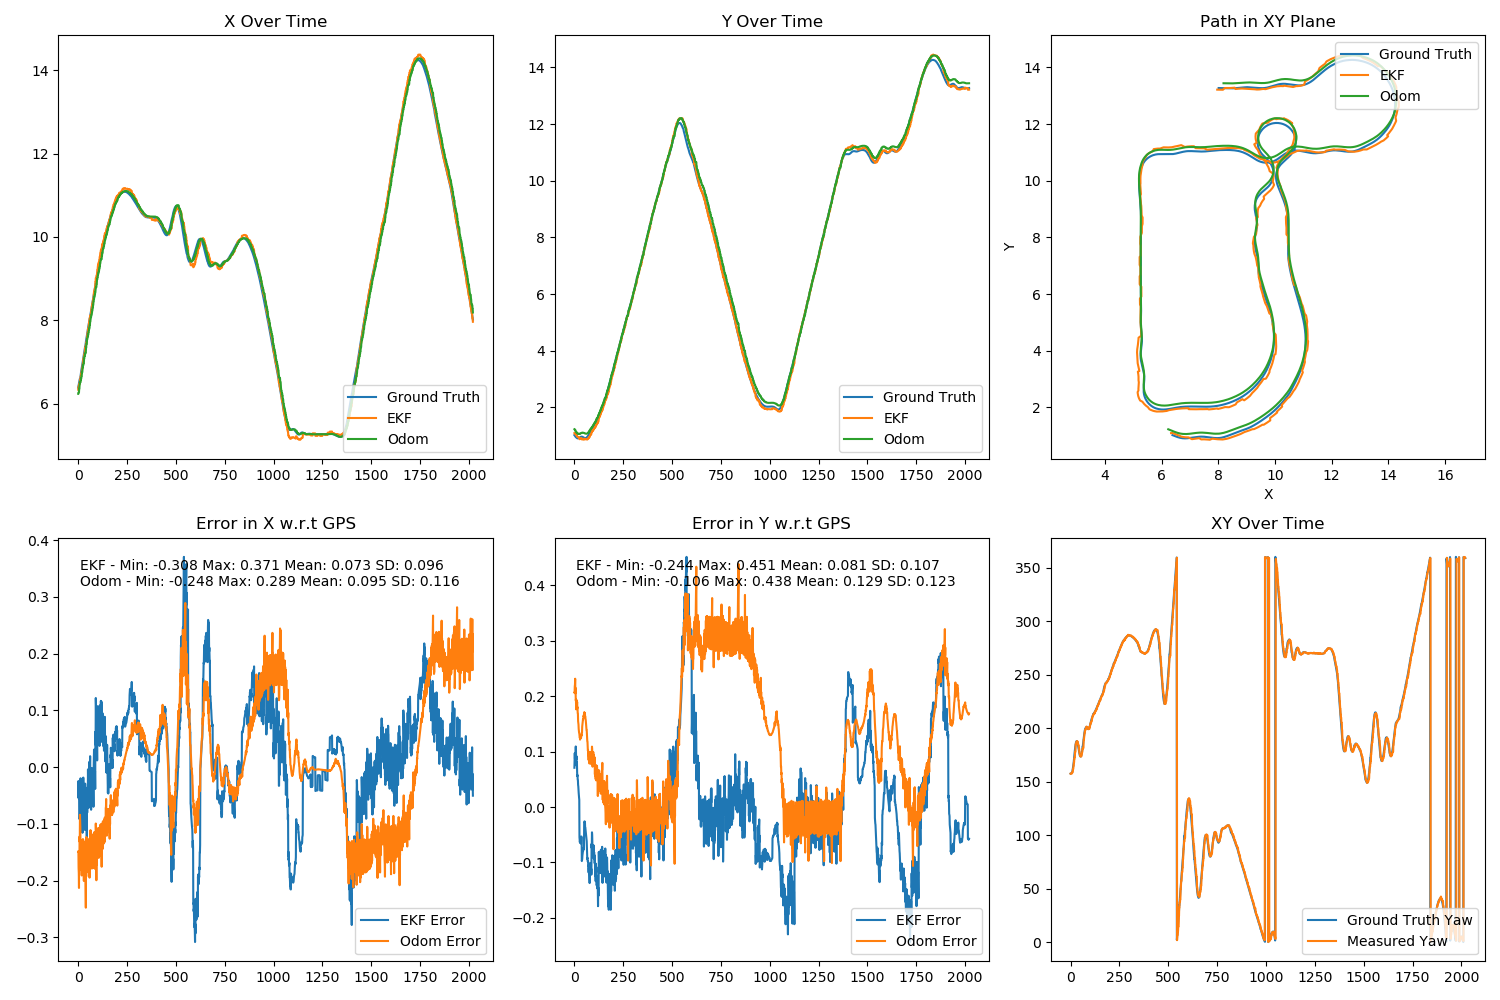 X Over Time
14
12
10
8
6
0 250 500 750 1000 1250 1500 1750 2000
Ground Truth
EKF
Odom
Y Over Time
14
12
10
8
6
4
2
0 250 500 750 1000 1250 1500 1750 2000
Ground Truth
EKF
Odom
Path in XY Plane
Y
14
12
10
8
6
4
2
4 6 8 10 12 14 16
X
Ground Truth
EKF
Odom
Error in X w.r.t GPS
EKF - Min: -0.308 Max: 0.371 Mean: 0.073 SD: 0.096
Odom - Min: -0.248 Max: 0.289 Mean: 0.095 SD: 0.116
0.4
0.3
0.2
0.1
0.0
−0.1
−0.2
−0.3
0 250 500 750 1000 1250 1500 1750 2000
EKF Error
Odom Error
Error in Y w.r.t GPS
EKF - Min: -0.244 Max: 0.451 Mean: 0.081 SD: 0.107
Odom - Min: -0.106 Max: 0.438 Mean: 0.129 SD: 0.123
0.4
0.3
0.2
0.1
0.0
−0.1
−0.2
0 250 500 750 1000 1250 1500 1750 2000
EKF Error
Odom Error
XY Over Time
350
300
250
200
150
100
50
0
0 250 500 750 1000 1250 1500 1750 2000
Ground Truth Yaw
Measured Yaw